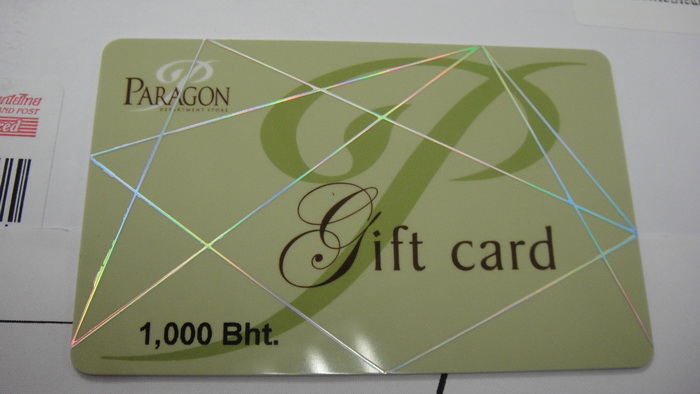 PARAGON
DEPARTMENT STORE
Gift card
1,000 Bht.